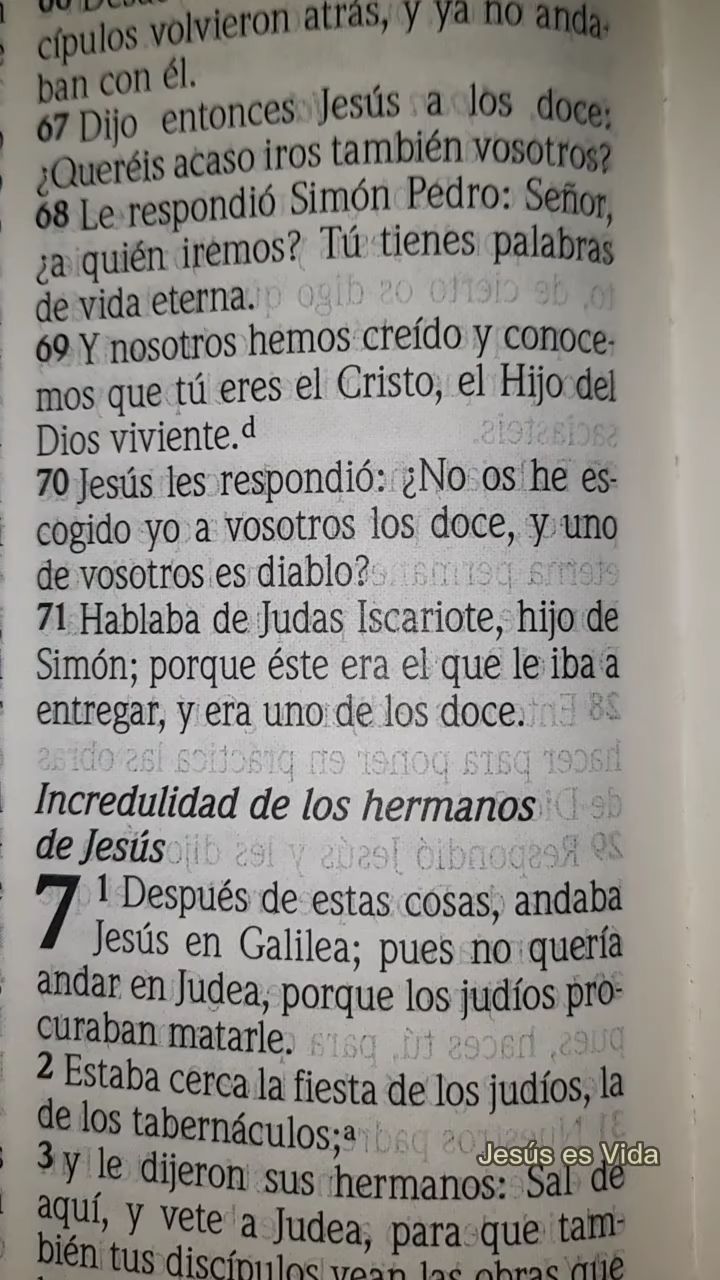 cípulos volvieron atrás, y ya no anda-
ban con él.
67 Dijo entonces Jesús a los doce:
¿Queréis acaso iros también vosotros?
68 Le respondió Simón Pedro: Señor,
¿a quién iremos? Tú tienes palabras
de vida eterna.
69 Y nosotros hemos creído y conoce-
mos que tú eres el Cristo, el Hijo del
Dios viviente.d
70 Jesús les respondió: ¿No os he es-
cogido yo a vosotros los doce, y uno
de vosotros es diablo?
71 Hablaba de Judas Iscariote, hijo de
Simón; porque éste era el que le iba a
entregar, y era uno de los doce.
Incredulidad de los hermanos
de Jesús
7 1 Después de estas cosas, andaba
Jesús en Galilea; pues no quería
andar en Judea, porque los judíos pro-
curaban matarle.
2 Estaba cerca la fiesta de los judíos, la
de los tabernáculos;a
3 y le dijeron sus hermanos: Sal de
aquí, y vete a Judea, para que tam-
bién tus discípulos vean las obras que
Jesús es Vida